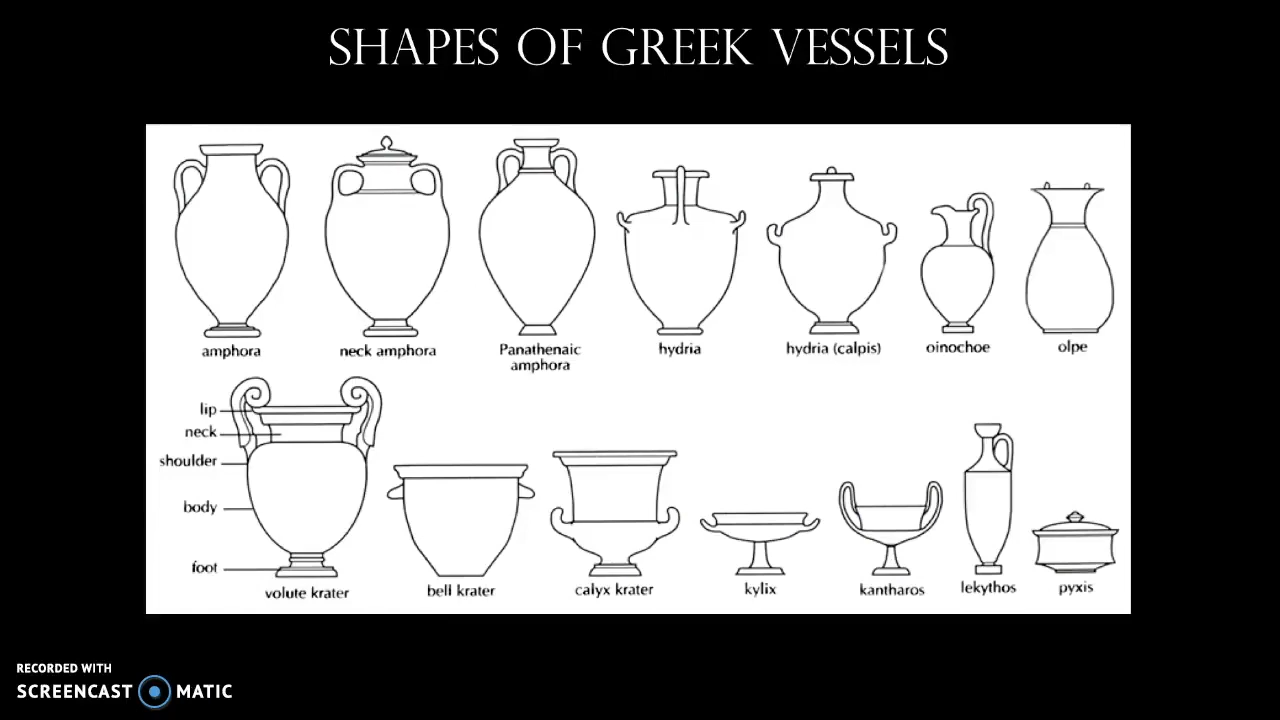 SHAPES OF GREEK VESSELS
amphora
neck amphora
Panathenaic
amphora
hydria
hydria (calpis)
oinochoe
olpe
lip
neck
shoulder
body
foot
volute krater
bell krater
calyx krater
kylix
kantharos
lekythos
pyxis
RECORDED WITH
SCREENCAST MATIC